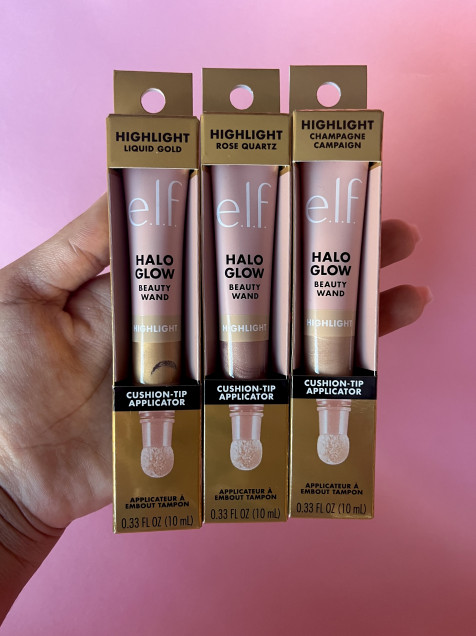 HIGHLIGHT
LIQUID GOLD
e.l.f.
HALO
GLOW
BEAUTY
WAND
HIGHLIGHT
CUSHION-TIP
APPLICATOR
APPLICATEUR À
EMBOUT TAMPON
0.33 FL OZ (10 mL)
HIGHLIGHT
ROSE QUARTZ
e.l.f.
HALO
GLOW
BEAUTY
WAND
HIGHLIGHT
CUSHION-TIP
APPLICATOR
APPLICATEUR À
EMBOUT TAMPON
0.33 FL OZ (10 mL)
HIGHLIGHT
CHAMPAGNE
CAMPAIGN
e.l.f.
HALO
GLOW
BEAUTY
WAND
HIGHLIGHT
CUSHION-TIP
APPLICATOR
APPLICATEUR À
EMBOUT TAMPON
0.33 FL OZ (10 mL)